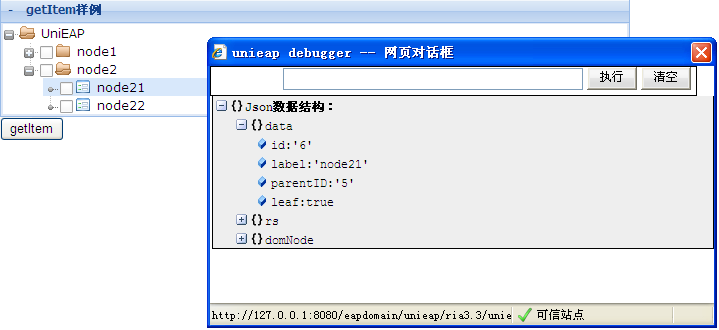 - getItem样例
UniEAP
node1
node2
node21
node22
getItem
unieap debugger -- 网页对话框
执行 清空
{}Json数据结构：
{}data
id:'6'
label:'node21'
parentID:'5'
leaf:true
{}rs
{}domNode
http://127.0.0.1:8080/eapdomain/unieap/ria3.3/unie 可信站点